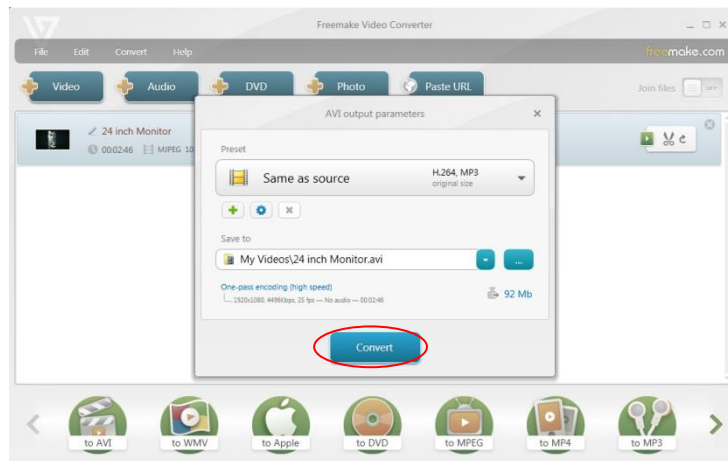 Freemake Video Converter
File Edit Convert Help
freemake.com
Video Audio DVD Photo Paste URL
Join files OFF
AVI output parameters
24 inch Monitor
00:02:46 MJPEG 10
Preset
Same as source
H.264, MP3
original size
Save to
My Videos\24 inch Monitor.avi
...
One-pass encoding (high speed)
1920x1080, 4496Kbps, 25 fps — No audio — 00:02:46
92 Mb
Convert
to AVI to WMV to Apple to DVD to MPEG to MP4 to MP3